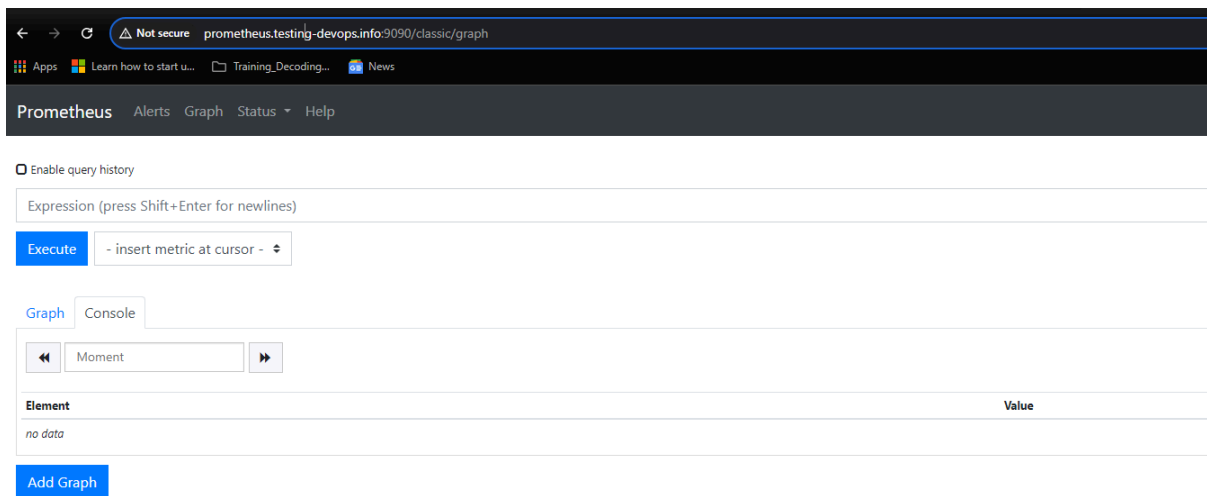 Not secure prometheus.testing-devops.info:9090/classic/graph
Apps Learn how to start u... Training_Decoding... News
Prometheus Alerts Graph Status Help
Enable query history
Expression (press Shift+Enter for newlines)
Execute - insert metric at cursor -
Graph Console
Moment
Element Value
no data
Add Graph